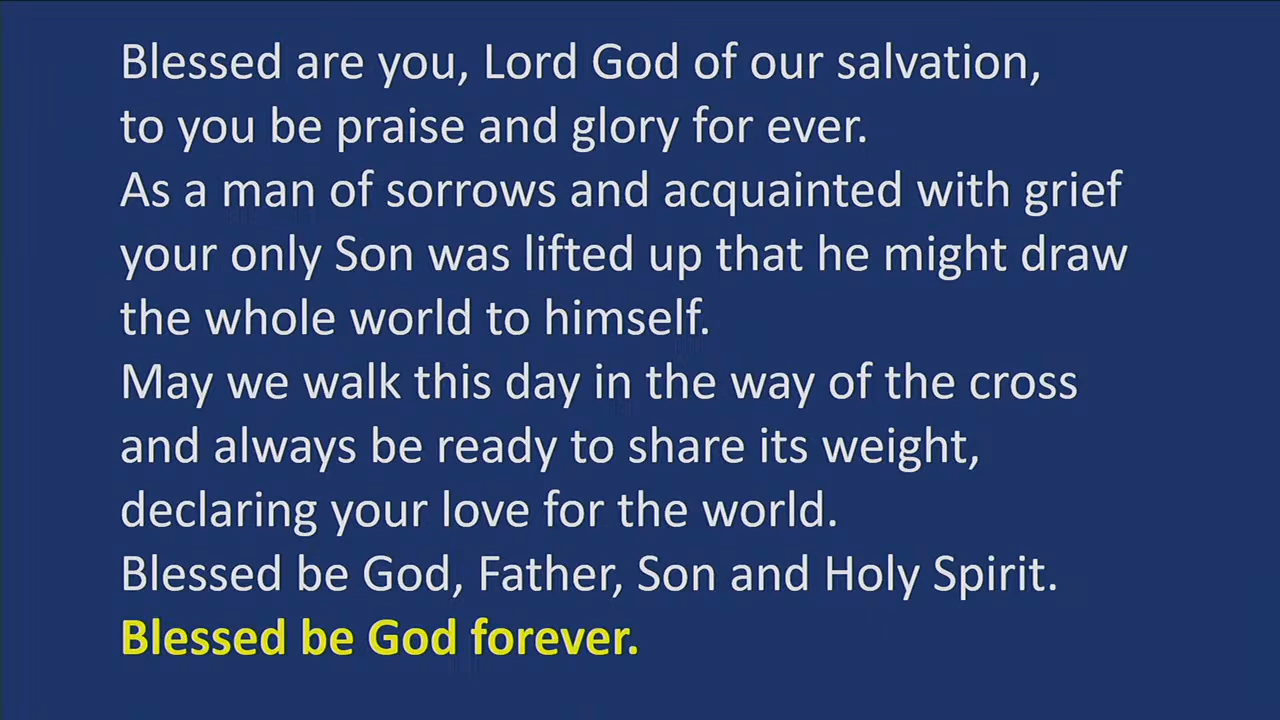 Blessed are you, Lord God of our salvation,
to you be praise and glory for ever.
As a man of sorrows and acquainted with grief
your only Son was lifted up that he might draw
the whole world to himself.
May we walk this day in the way of the cross
and always be ready to share its weight,
declaring your love for the world.
Blessed be God, Father, Son and Holy Spirit.
Blessed be God forever.